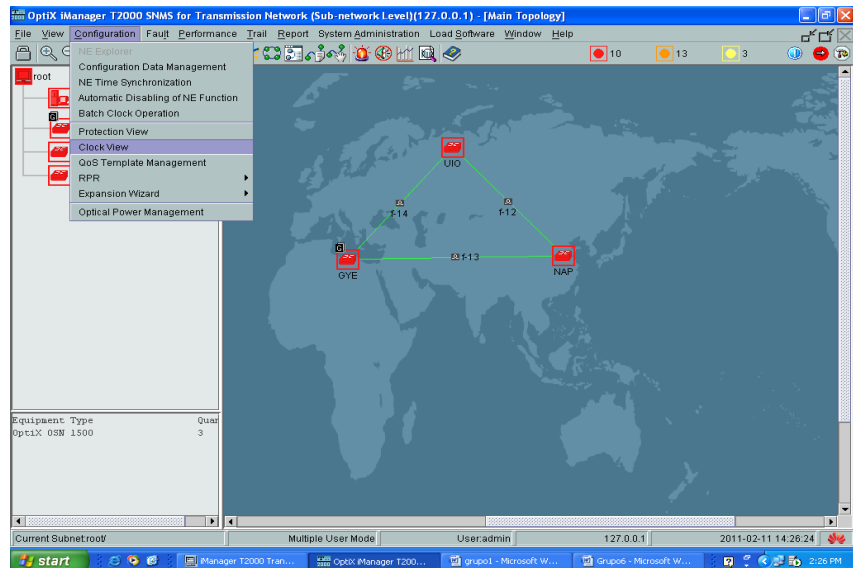 OptiX iManager T2000 SNMS for Transmission Network (Sub-network Level)(127.0.0.1) - [Main Topology]
File View Configuration Fault Performance Trail Report System Administration Load Software Window Help
10 13 3
root
NE Explorer
Configuration Data Management
NE Time Synchronization
Automatic Disabling of NE Function
Batch Clock Operation
Protection View
Clock View
QoS Template Management
RPR
Expansion Wizard
Optical Power Management
G
UIO
f-14
f-12
G
f-13
GYE
NAP
Equipment Type Quan
OptiX OSN 1500 3
Current Subnet:root/ Multiple User Mode User:admin 127.0.0.1 2011-02-11 14:26:24
start iManager T2000 Tran... OptiX iManager T200... grupo1 - Microsoft W... Grupo6 - Microsoft W... 2:26 PM